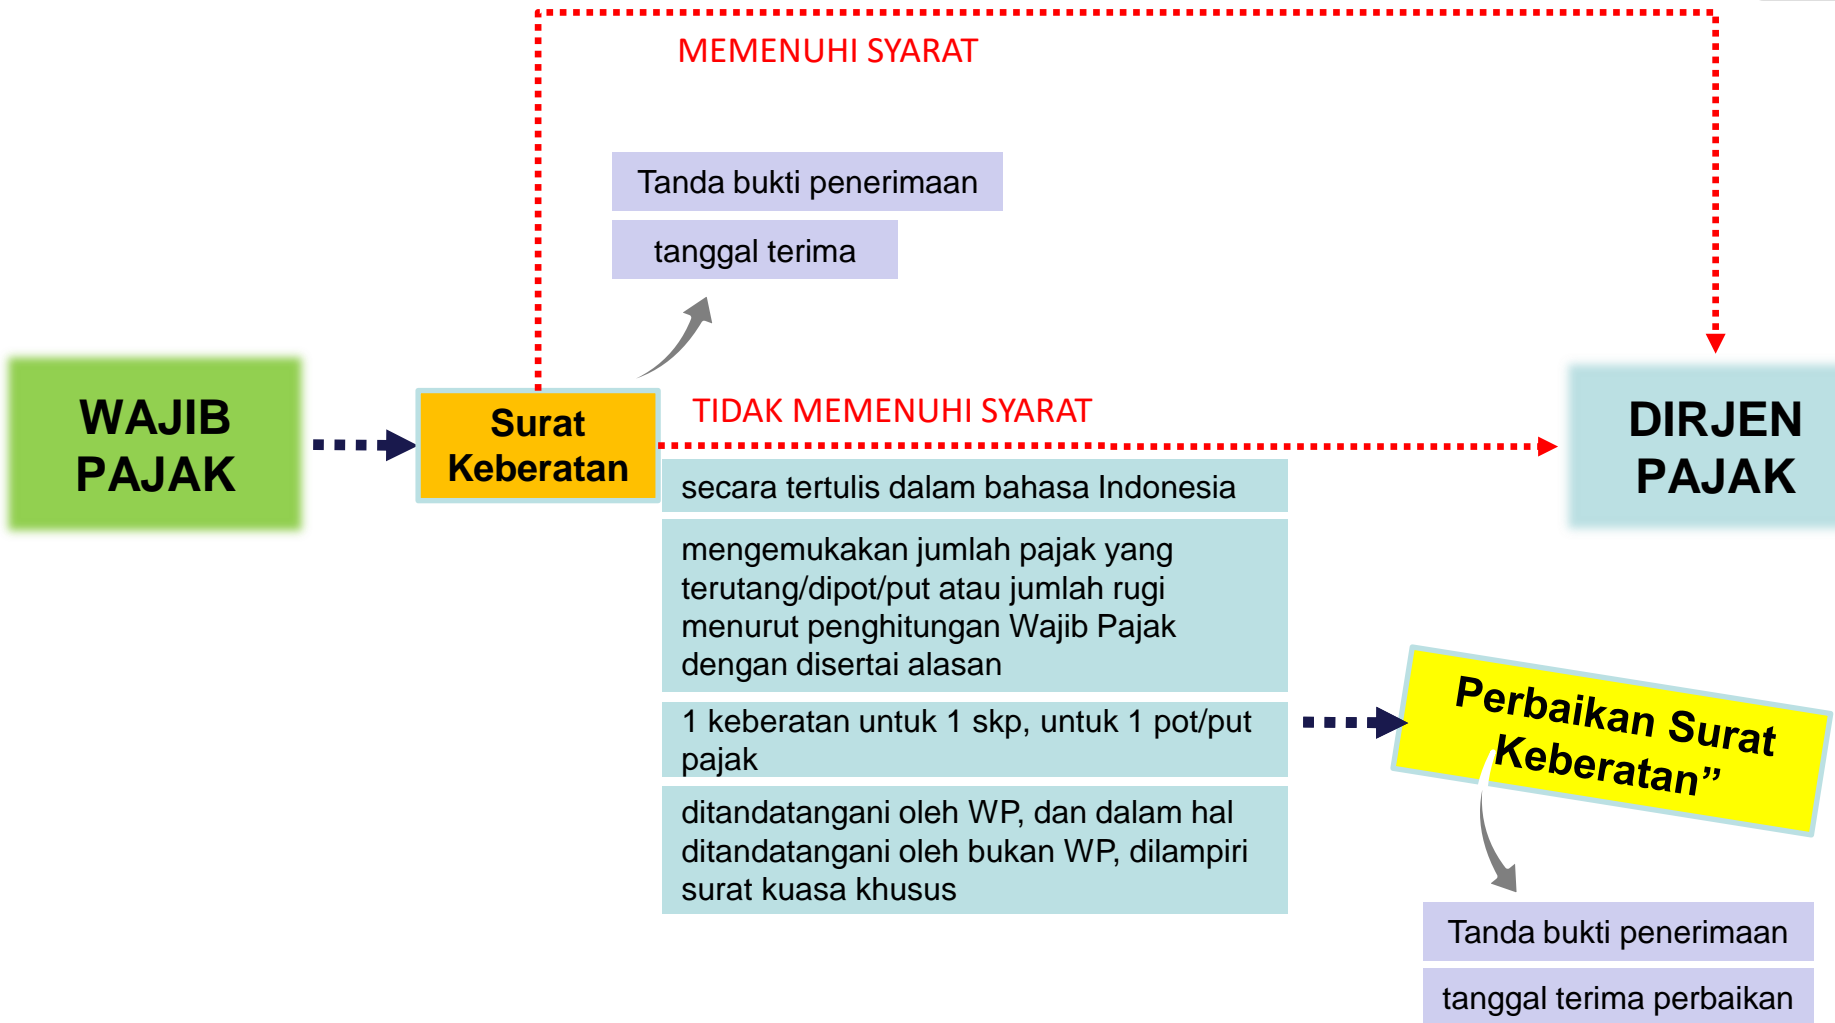 MEMENUHI SYARAT
Tanda bukti penerimaan
tanggal terima
WAJIB
PAJAK
Surat
Keberatan
TIDAK MEMENUHI SYARAT
DIRJEN
PAJAK
secara tertulis dalam bahasa Indonesia
mengemukakan jumlah pajak yang
terutang/dipot/put atau jumlah rugi
menurut penghitungan Wajib Pajak
dengan disertai alasan
1 keberatan untuk 1 skp, untuk 1 pot/put
pajak
ditandatangani oleh WP, dan dalam hal
ditandatangani oleh bukan WP, dilampiri
surat kuasa khusus
Perbaikan Surat
Keberatan”
Tanda bukti penerimaan
tanggal terima perbaikan